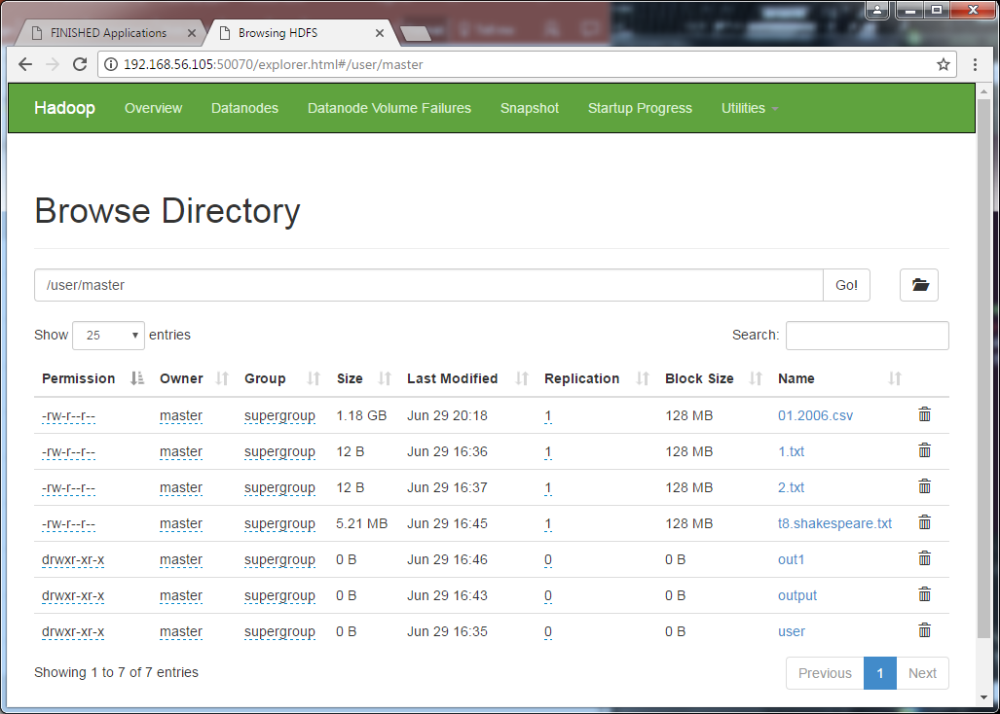 FINISHED Applications Browsing HDFS
192.168.56.105:50070/explorer.html#/user/master
Hadoop Overview Datanodes Datanode Volume Failures Snapshot Startup Progress Utilities
Browse Directory
/user/master Go!
Show 25 entries Search:
Permission Owner Group Size Last Modified Replication Block Size Name
-rw-r--r-- master supergroup 1.18 GB Jun 29 20:18 1 128 MB 01.2006.csv
-rw-r--r-- master supergroup 12 B Jun 29 16:36 1 128 MB 1.txt
-rw-r--r-- master supergroup 12 B Jun 29 16:37 1 128 MB 2.txt
-rw-r--r-- master supergroup 5.21 MB Jun 29 16:45 1 128 MB t8.shakespeare.txt
drwxr-xr-x master supergroup 0 B Jun 29 16:46 0 0 B out1
drwxr-xr-x master supergroup 0 B Jun 29 16:43 0 0 B output
drwxr-xr-x master supergroup 0 B Jun 29 16:35 0 0 B user
Showing 1 to 7 of 7 entries Previous 1 Next